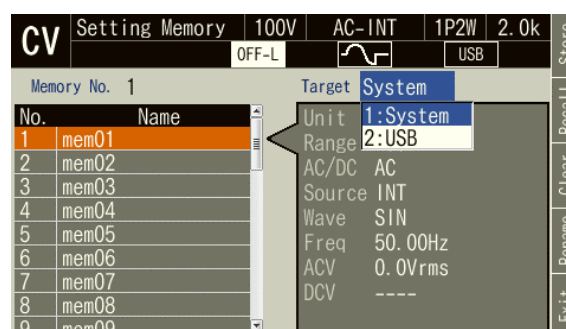 CV Setting Memory 100V AC-INT 1P2W 2.0k
OFF-L USB
Memory No. 1
Target System
1:System
2:USB
No. Name
1 mem01
2 mem02
3 mem03
4 mem04
5 mem05
6 mem06
7 mem07
8 mem08
9 mem09
Unit
Range
AC/DC AC
Source INT
Wave SIN
Freq 50.00Hz
ACV 0.0Vrms
DCV ----
Store
Recall
Clear
Rename
Exit